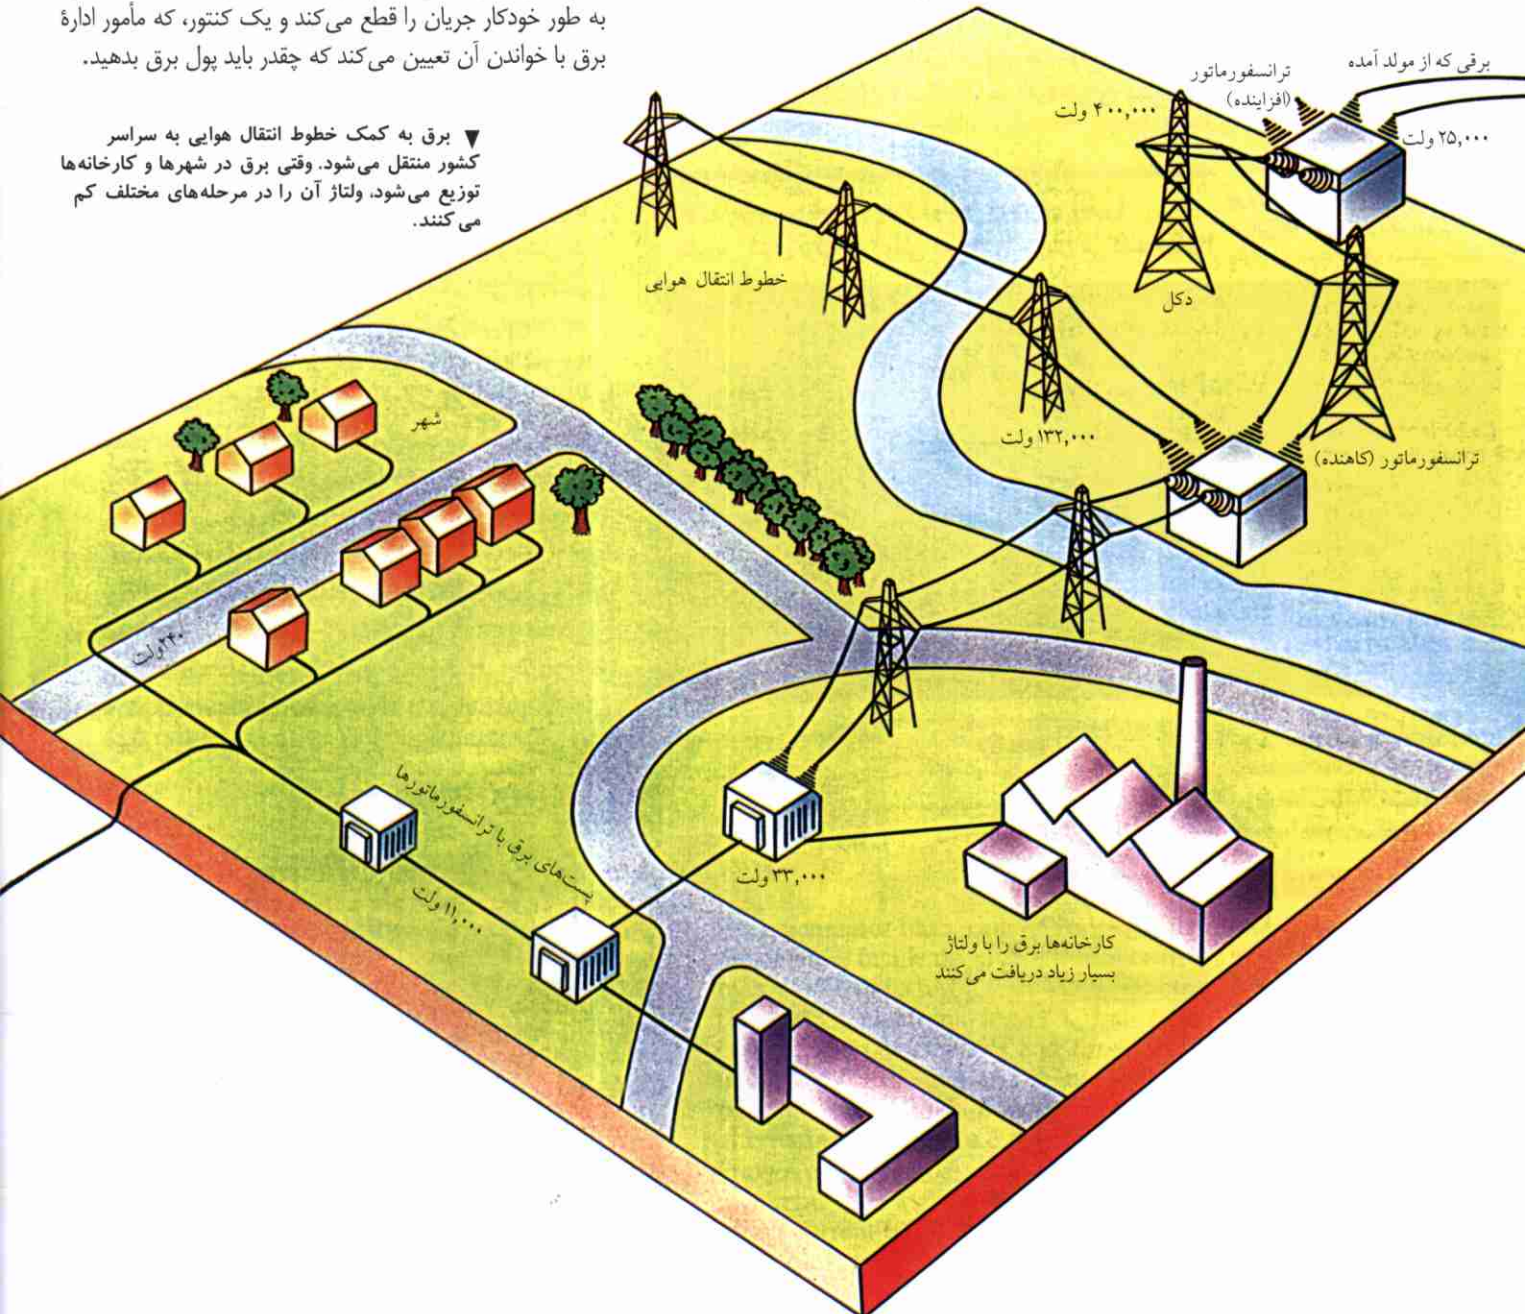 به طور خودکار جریان را قطع می‌کند و یک کنتور، که مأمور ادارهٔ
برق با خواندن آن تعیین می‌کند که چقدر باید پول برق بدهید.
▼ برق به کمک خطوط انتقال هوایی به سراسر
کشور منتقل می‌شود. وقتی برق در شهرها و کارخانه‌ها
توزیع می‌شود، ولتاژ آن را در مرحله‌های مختلف کم
می‌کنند.
برقی که از مولد آمده
ترانسفورماتور
(افزاینده)
۲۵,۰۰۰ ولت
۴۰۰,۰۰۰ ولت
دکل
خطوط انتقال هوایی
۱۳۲,۰۰۰ ولت
ترانسفورماتور (کاهنده)
شهر
۲۴۰ ولت
پست‌های برق با ترانسفورماتورها
۳۳,۰۰۰ ولت
۱۱,۰۰۰ ولت
کارخانه‌ها برق را با ولتاژ
بسیار زیاد دریافت می‌کنند